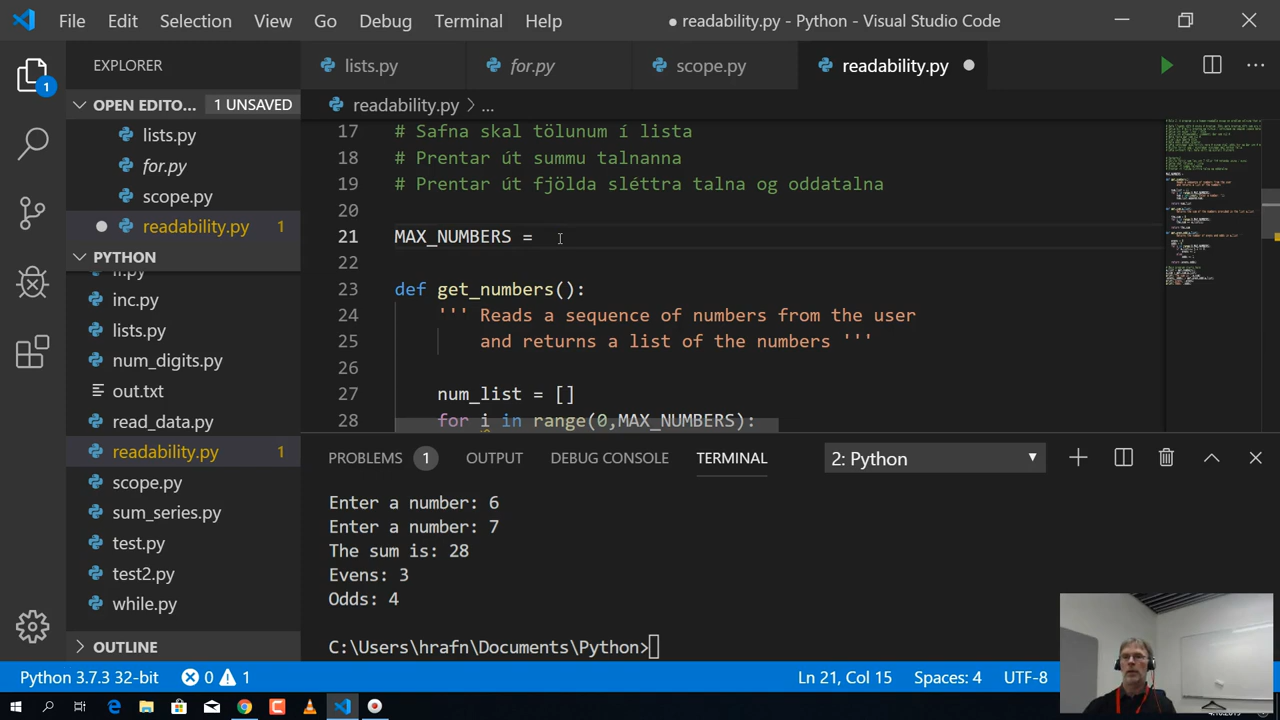 File Edit Selection View Go Debug Terminal Help
● readability.py - Python - Visual Studio Code
EXPLORER
lists.py
for.py
scope.py
readability.py
OPEN EDITO... 1 UNSAVED
readability.py > ...
lists.py
for.py
scope.py
readability.py 1
PYTHON
inc.py
lists.py
num_digits.py
out.txt
read_data.py
readability.py 1
scope.py
sum_series.py
test.py
test2.py
while.py
OUTLINE
17 # Safna skal tölunum í lista
18 # Prentar út summu talnanna
19 # Prentar út fjölda sléttra talna og oddatalna
20
21 MAX_NUMBERS =
22
23 def get_numbers():
24 ''' Reads a sequence of numbers from the user
25 and returns a list of the numbers '''
26
27 num_list = []
28 for i in range(0,MAX_NUMBERS):
PROBLEMS 1 OUTPUT DEBUG CONSOLE TERMINAL 2: Python
Enter a number: 6
Enter a number: 7
The sum is: 28
Evens: 3
Odds: 4
C:\Users\hrafn\Documents\Python>
Python 3.7.3 32-bit 0 1 Ln 21, Col 15 Spaces: 4 UTF-8